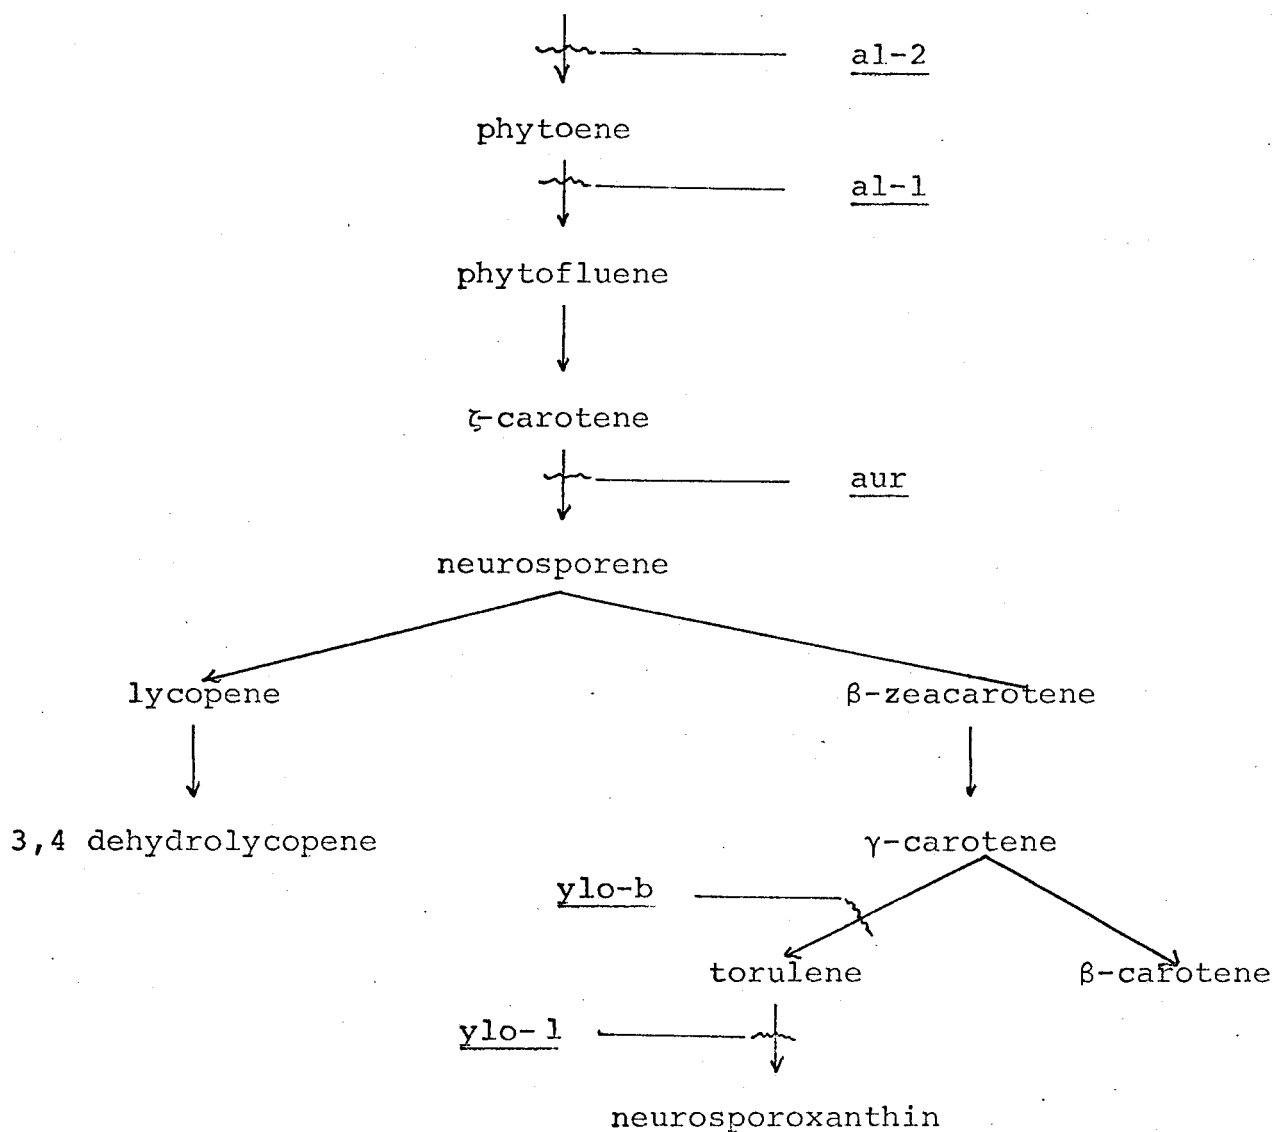 al-2
phytoene
al-1
phytofluene
ζ-carotene
aur
neurosporene
lycopene
β-zeacarotene
3,4 dehydrolycopene
γ-carotene
ylo-b
torulene
β-carotene
ylo-1
neurosporoxanthin